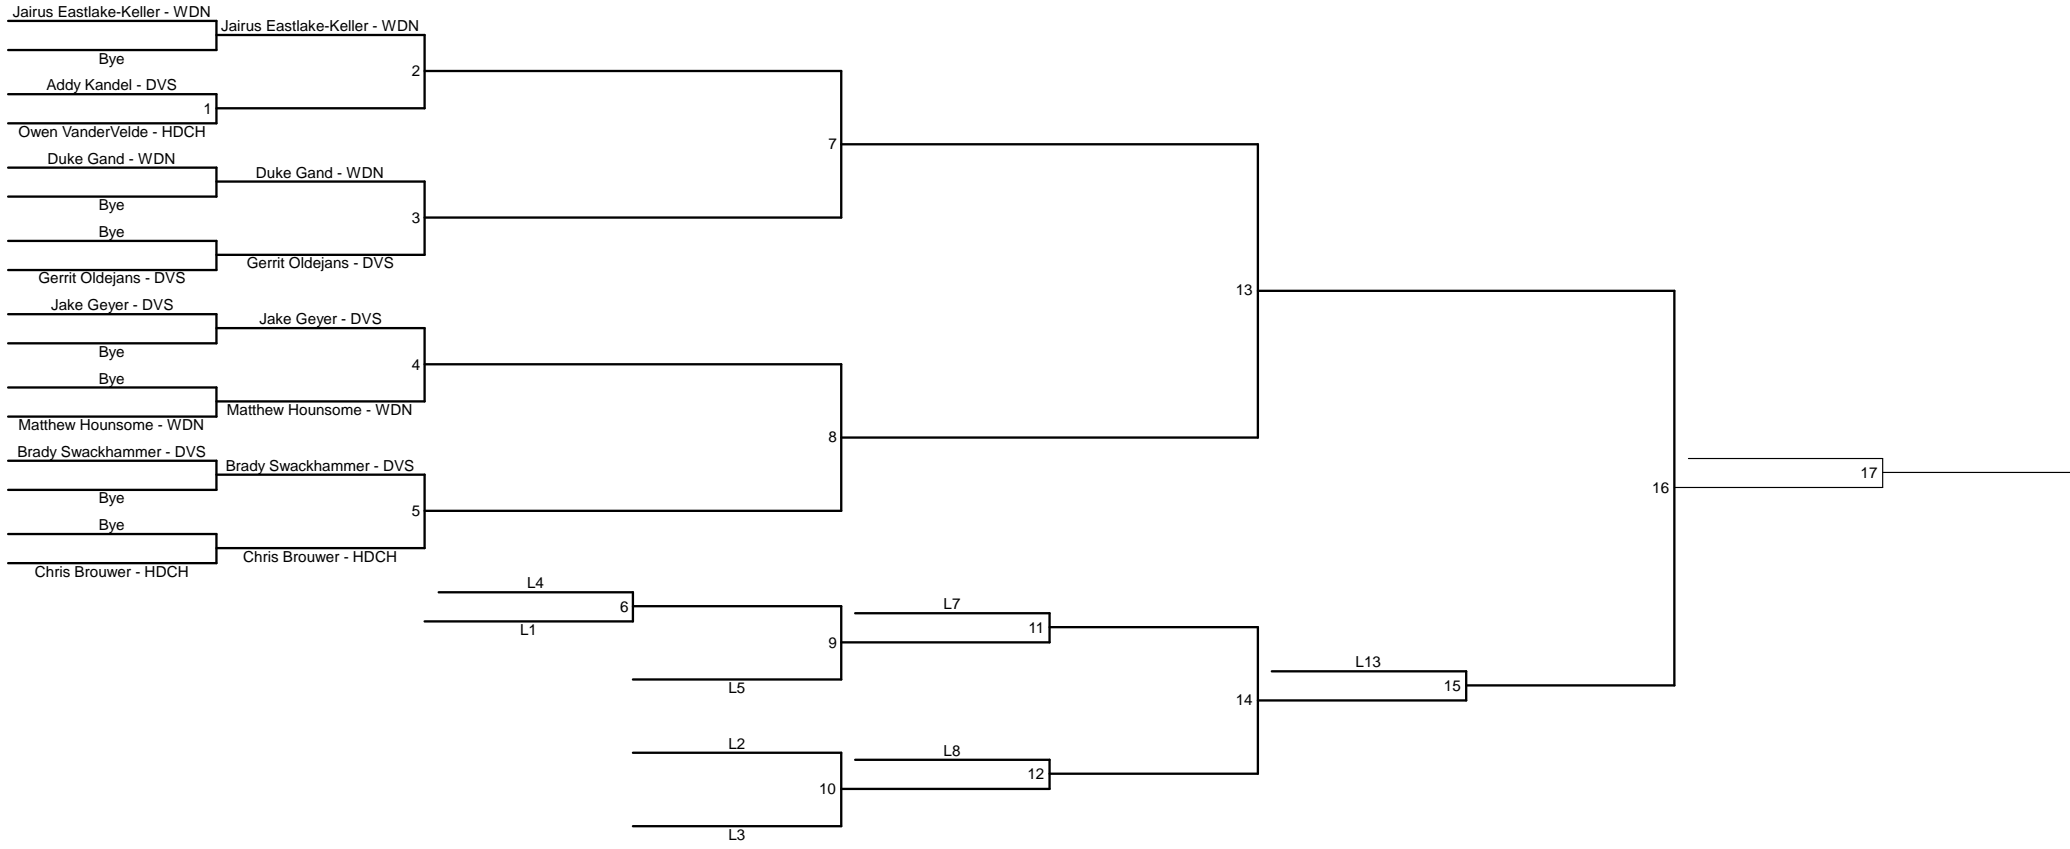 Jairus Eastlake-Keller - WDN
Jairus Eastlake-Keller - WDN
Bye
2
Addy Kandel - DVS
1
Owen VanderVelde - HDCH
7
Duke Gand - WDN
Duke Gand - WDN
Bye
3
Bye
Gerrit Oldejans - DVS
Gerrit Oldejans - DVS
13
Jake Geyer - DVS
Jake Geyer - DVS
Bye
4
Bye
Matthew Hounsome - WDN
Matthew Hounsome - WDN
8
Brady Swackhammer - DVS
Brady Swackhammer - DVS
17
16
Bye
5
Bye
Chris Brouwer - HDCH
Chris Brouwer - HDCH
L4
6
L7
L1
11
9
L13
L5
15
14
L2
L8
12
10
L3